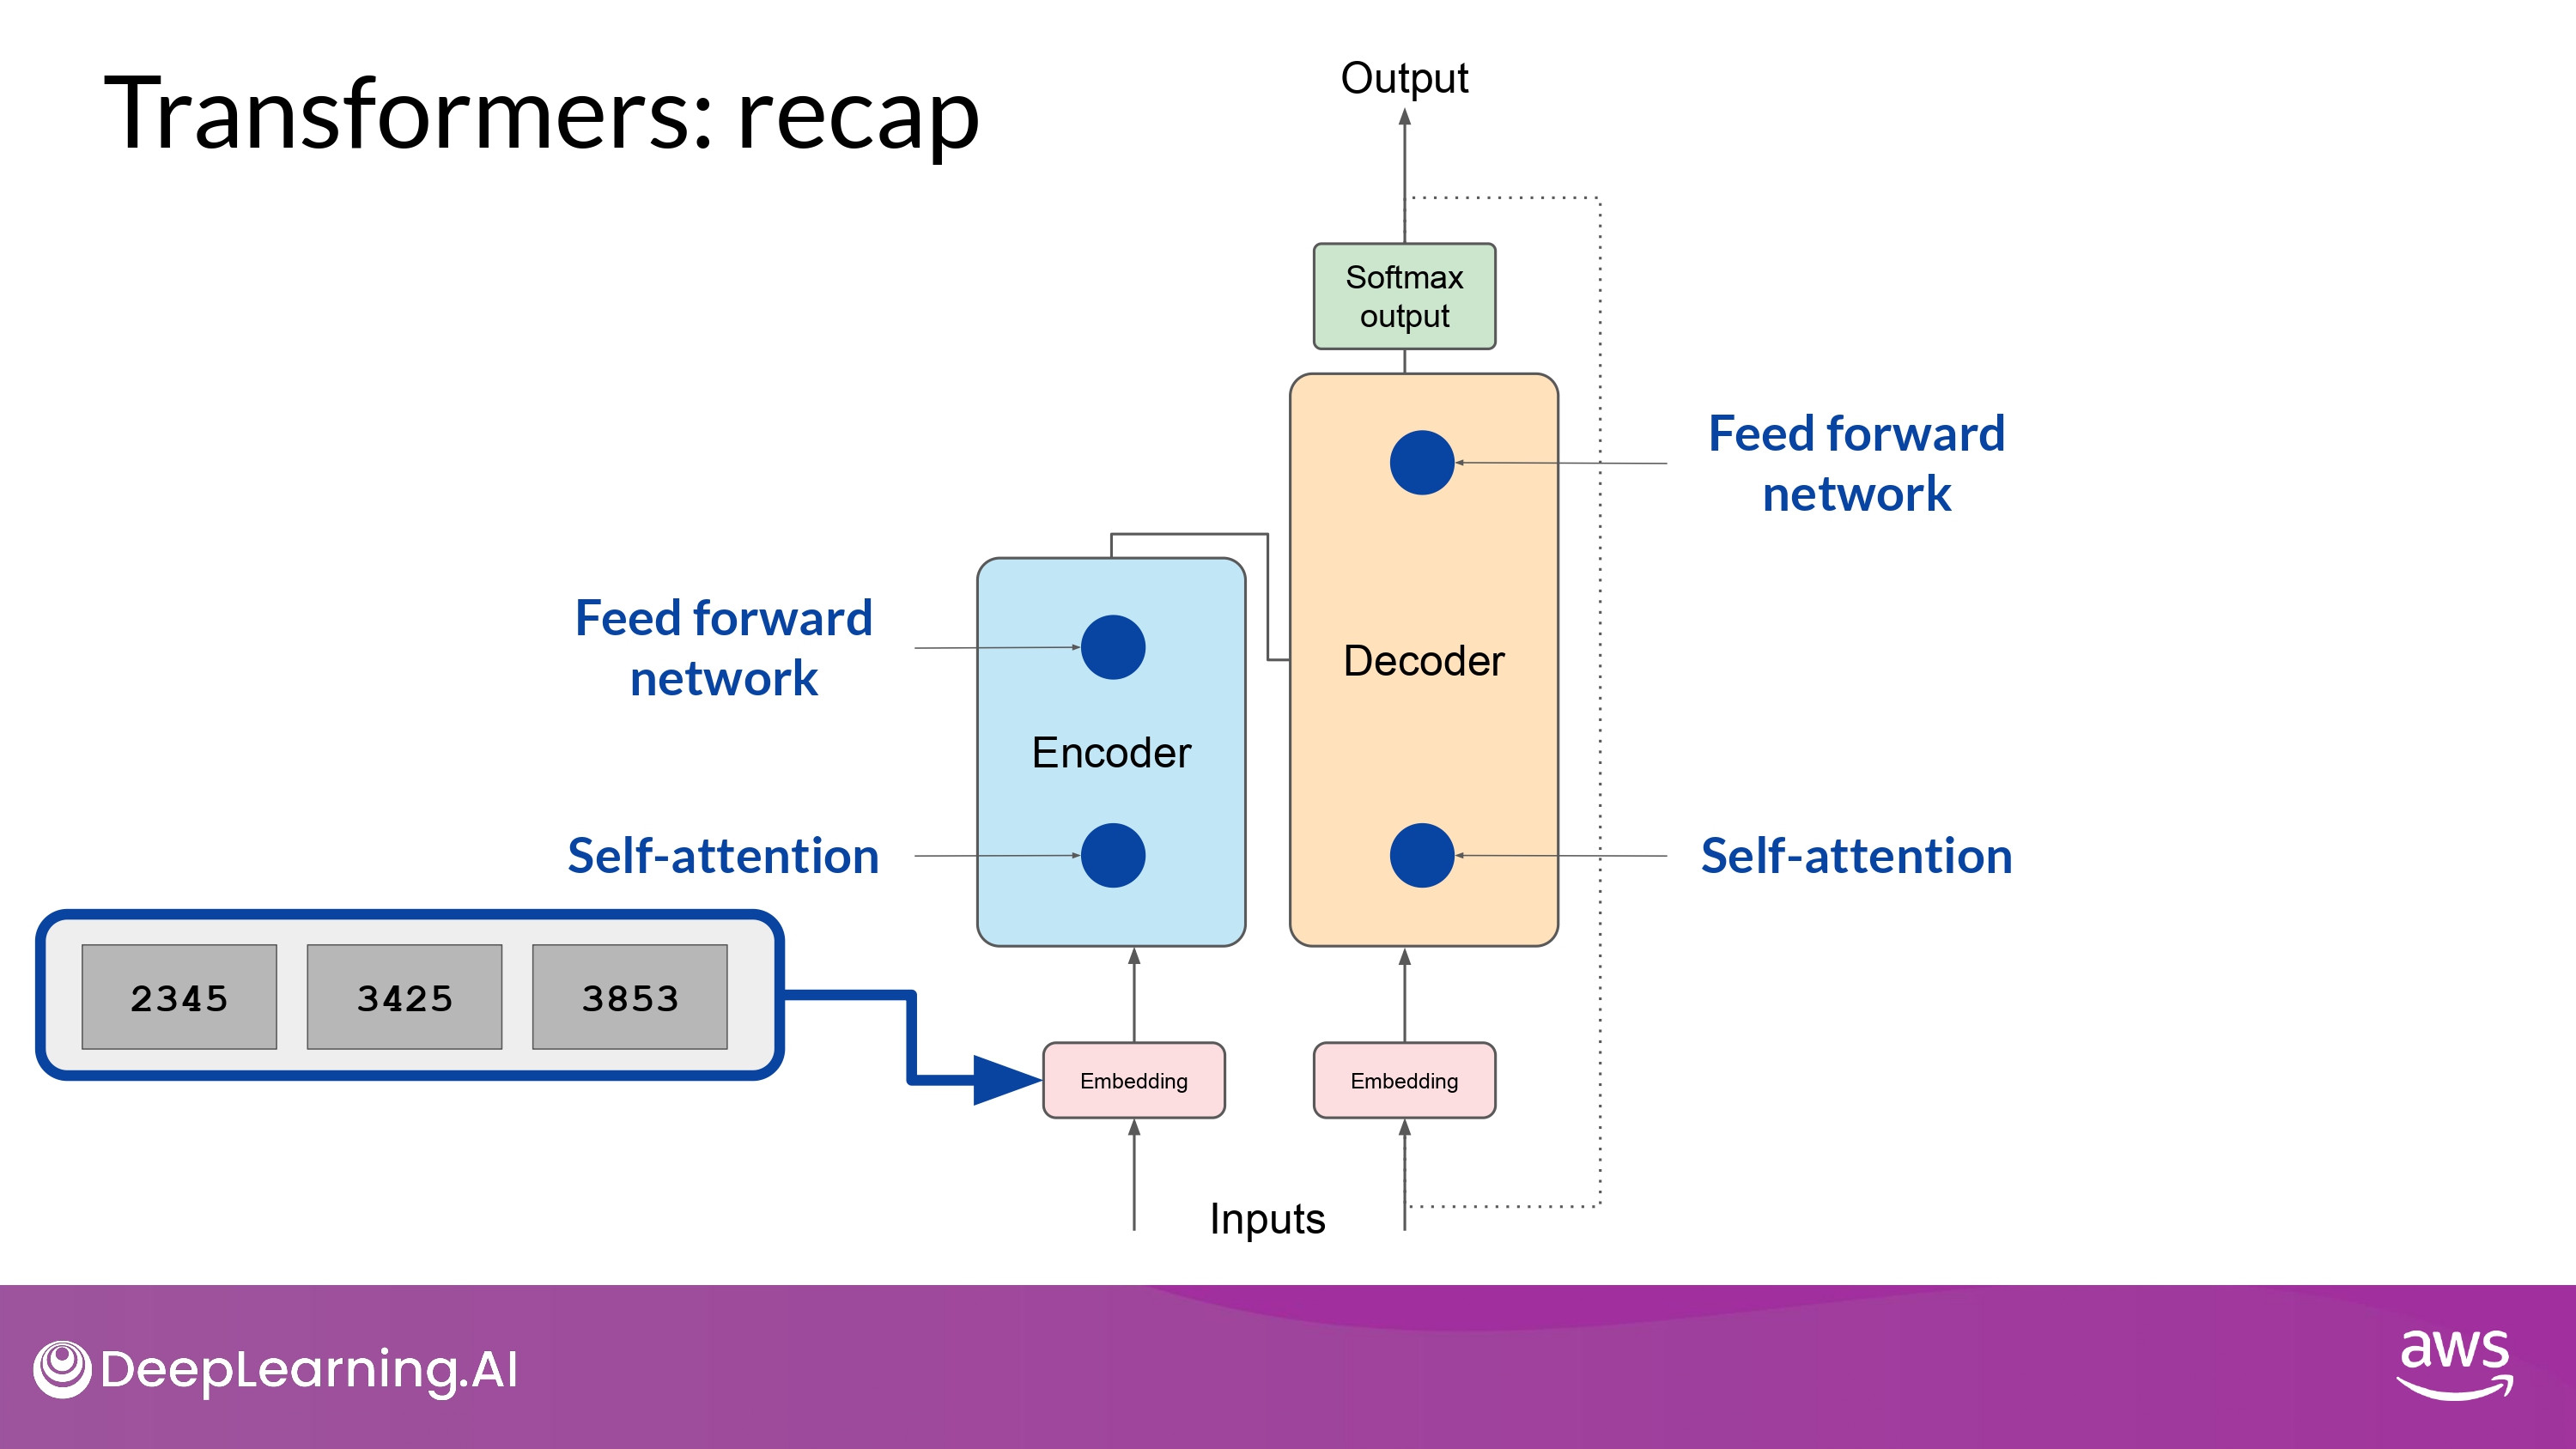 Transformers: recap
Output
Softmax
output
Feed forward
network
Feed forward
network
Decoder
Encoder
Self-attention
Self-attention
2345
3425
3853
Embedding
Embedding
Inputs
DeepLearning.AI
aws